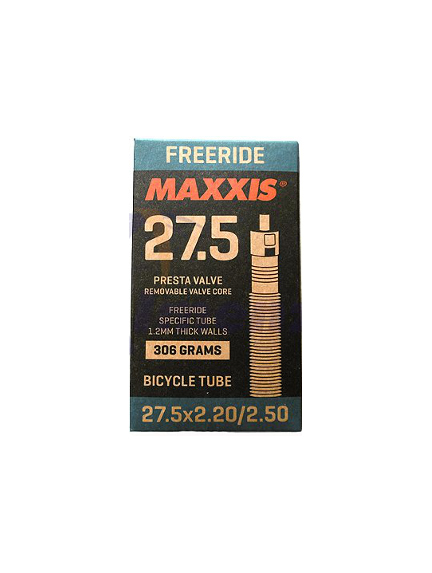 FREERIDE
MAXXIS®
27.5
PRESTA VALVE
REMOVABLE VALVE CORE
FREERIDE
SPECIFIC TUBE
1.2MM THICK WALLS
306 GRAMS
BICYCLE TUBE
27.5x2.20/2.50